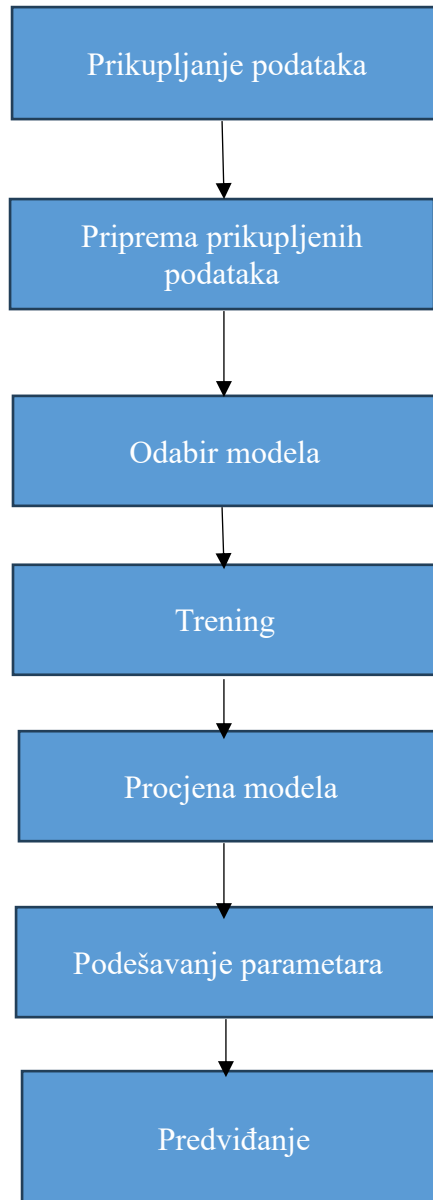 Prikupljanje podataka
Priprema prikupljenih
podataka
Odabir modela
Trening
Procjena modela
Podešavanje parametara
Predviđanje